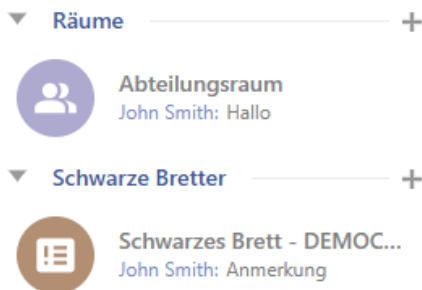 Räume
Abteilungsraum
John Smith: Hallo
Schwarze Bretter
Schwarzes Brett - DEMOC...
John Smith: Anmerkung